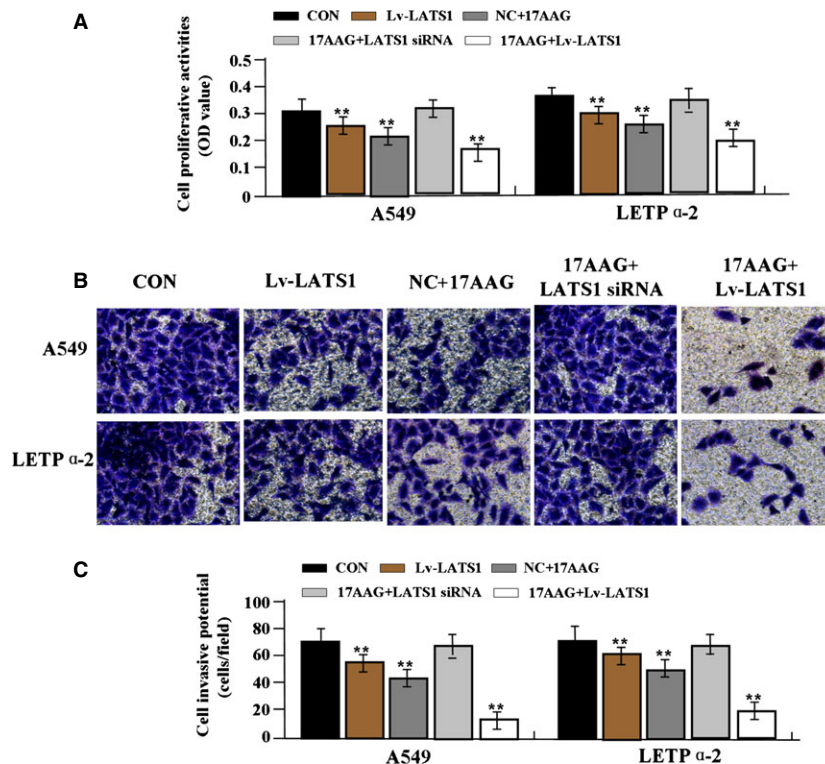 A
CON Lv-LATS1 NC+17AAG
17AAG+LATS1 siRNA 17AAG+Lv-LATS1
Cell proliferative activities
(OD value)
0.5
0.4
0.3
0.2
0.1
0
** ** ** ** ** **
A549 LETP α-2
B
CON Lv-LATS1 NC+17AAG 17AAG+ LATS1 siRNA 17AAG+ Lv-LATS1
A549
LETP α-2
C
CON Lv-LATS1 NC+17AAG
17AAG+LATS1 siRNA 17AAG+Lv-LATS1
Cell invasive potential
(cells/field)
100
80
60
40
20
0
** ** ** ** ** **
A549 LETP α-2